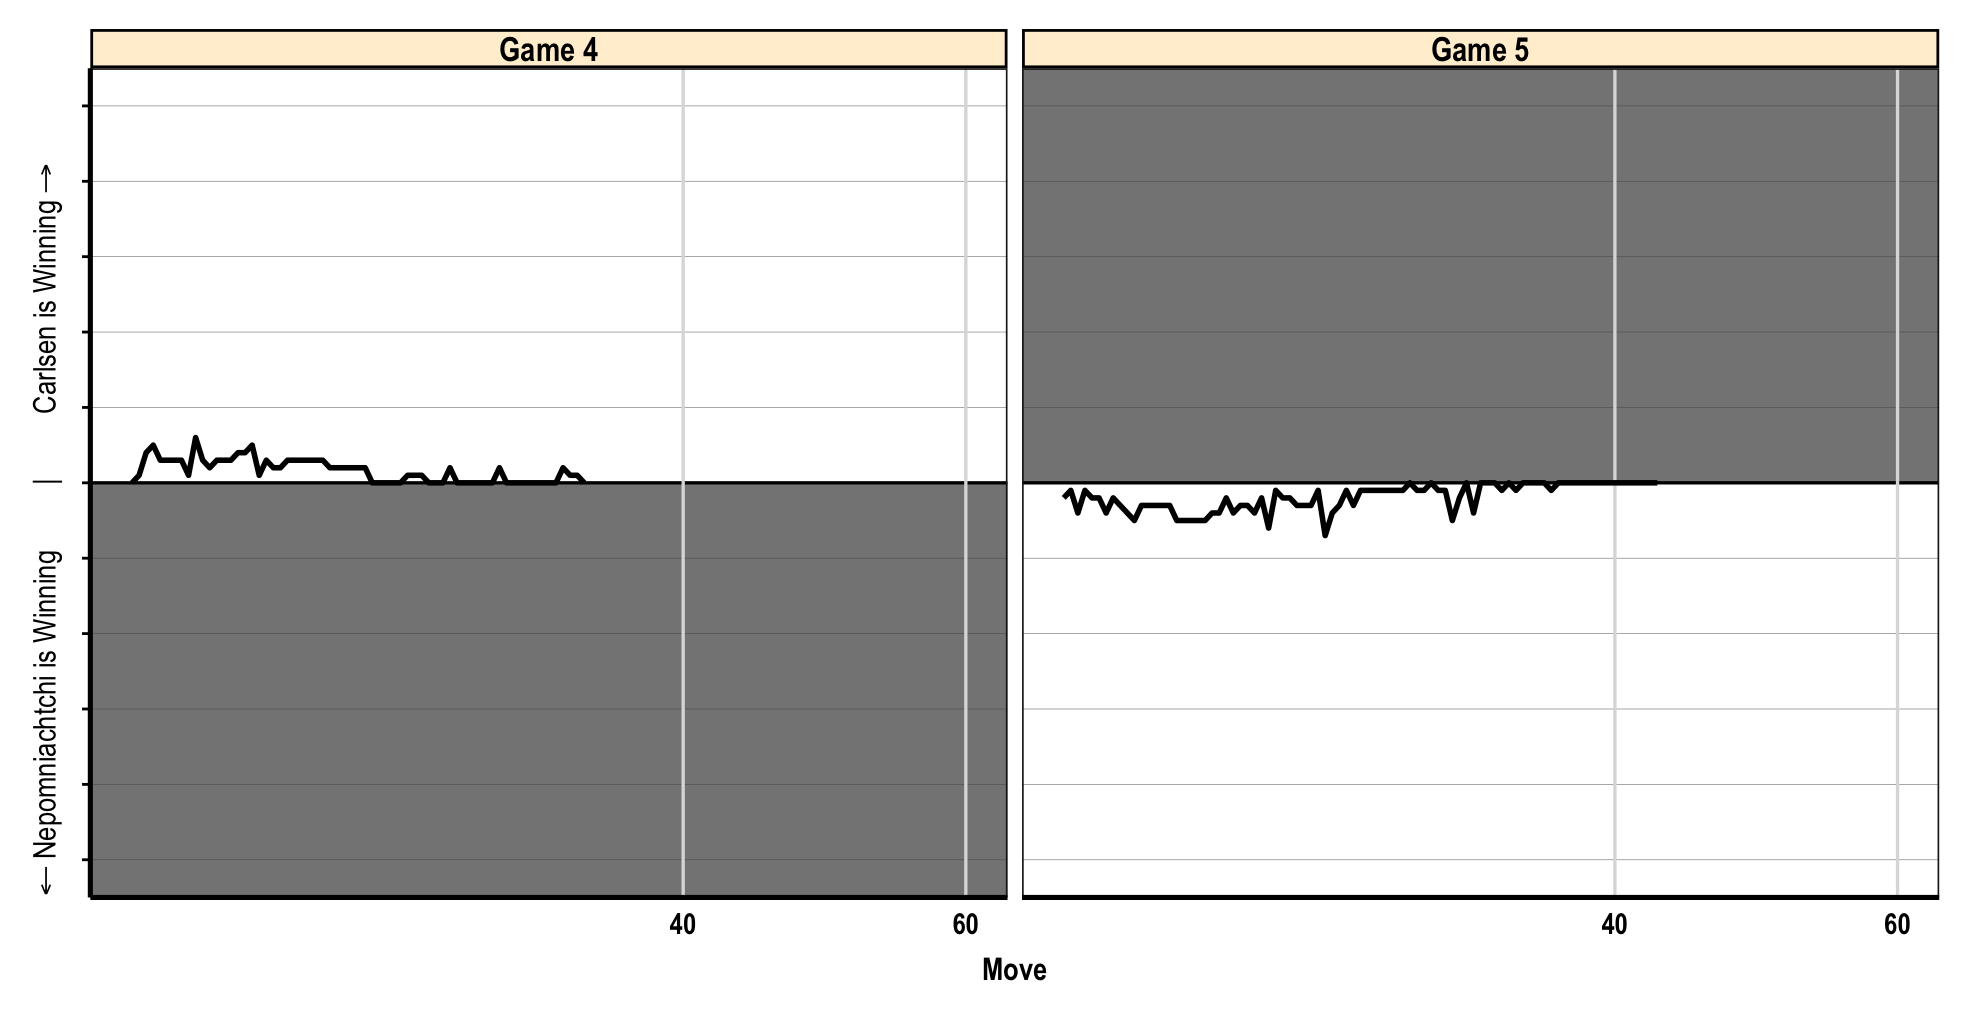 Game 4
Game 5
Carlsen is Winning →
|
← Nepomniachtchi is Winning
40
60
40
60
Move